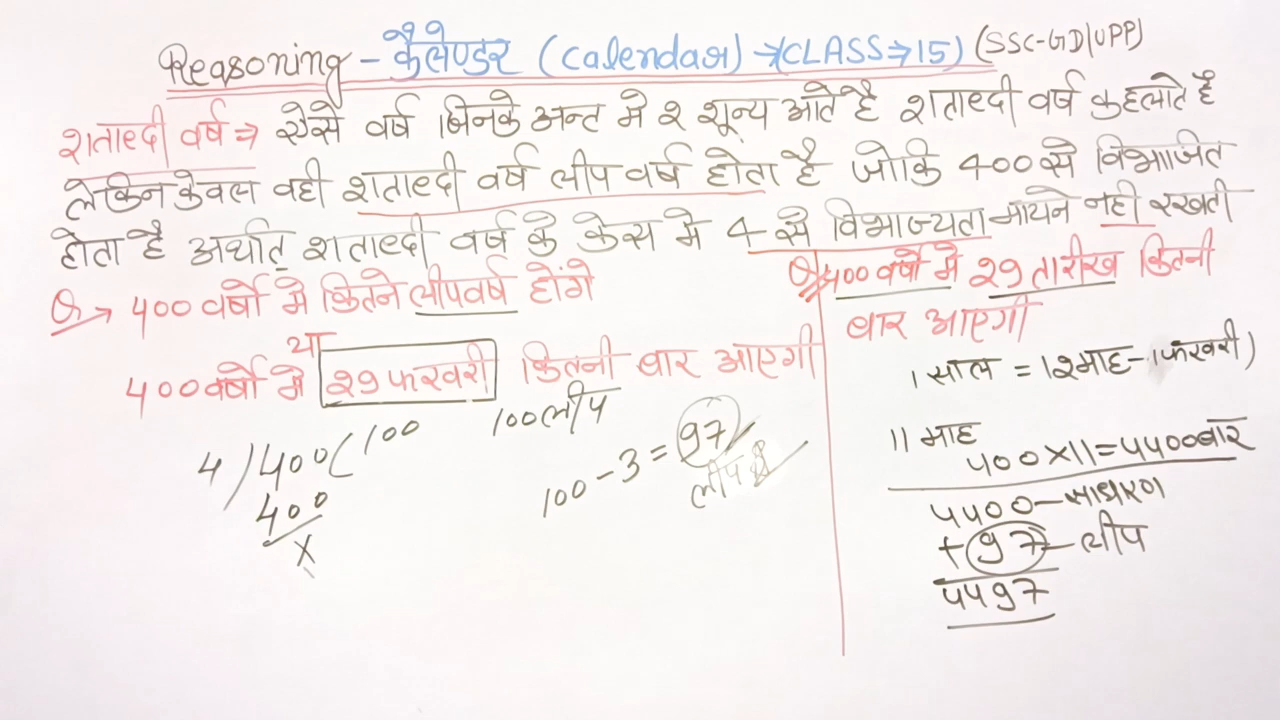 Reasoning - कैलेण्डर (Calendar) → (CLASS → 15) (SSC-GD|UPP)
शताब्दी वर्ष ⇒ ऐसे वर्ष जिनके अन्त मे २ शून्य आते है शताब्दी वर्ष कहलाते है
लेकिन केवल वही शताब्दी वर्ष लीप वर्ष होता है जोकि 400 से विभाजित
होता है अर्थात् शताब्दी वर्ष के केस मे 4 से विभाज्यता मायने नही रखती
Q → 400 वर्षो मे कितने लीपवर्ष होंगे
या
400 वर्षो मे 29 फरवरी कितनी बार आएगी
4 ) 400 ( 100
400
X
100 लीप
100 - 3 = 97
लीप है
Q 400 वर्षो मे 29 तारीख कितनी
बार आएगी
1 साल = 12 माह - 1 फरवरी)
11 माह
400 X 11 = 4400 बार
4400 - साधारण
+ 97 - लीप
4497